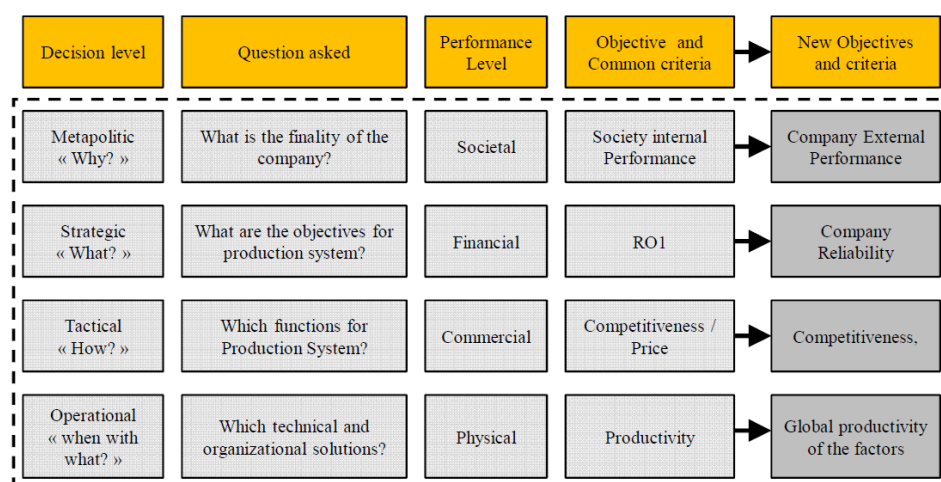 Decision level
Question asked
Performance
Level
Objective and
Common criteria
New Objectives
and criteria
Metapolitic
« Why? »
What is the finality of the
company?
Societal
Society internal
Performance
Company External
Performance
Strategic
« What? »
What are the objectives for
production system?
Financial
RO1
Company
Reliability
Tactical
« How? »
Which functions for
Production System?
Commercial
Competitiveness /
Price
Competitiveness,
Operational
« when with
what? »
Which technical and
organizational solutions?
Physical
Productivity
Global productivity
of the factors